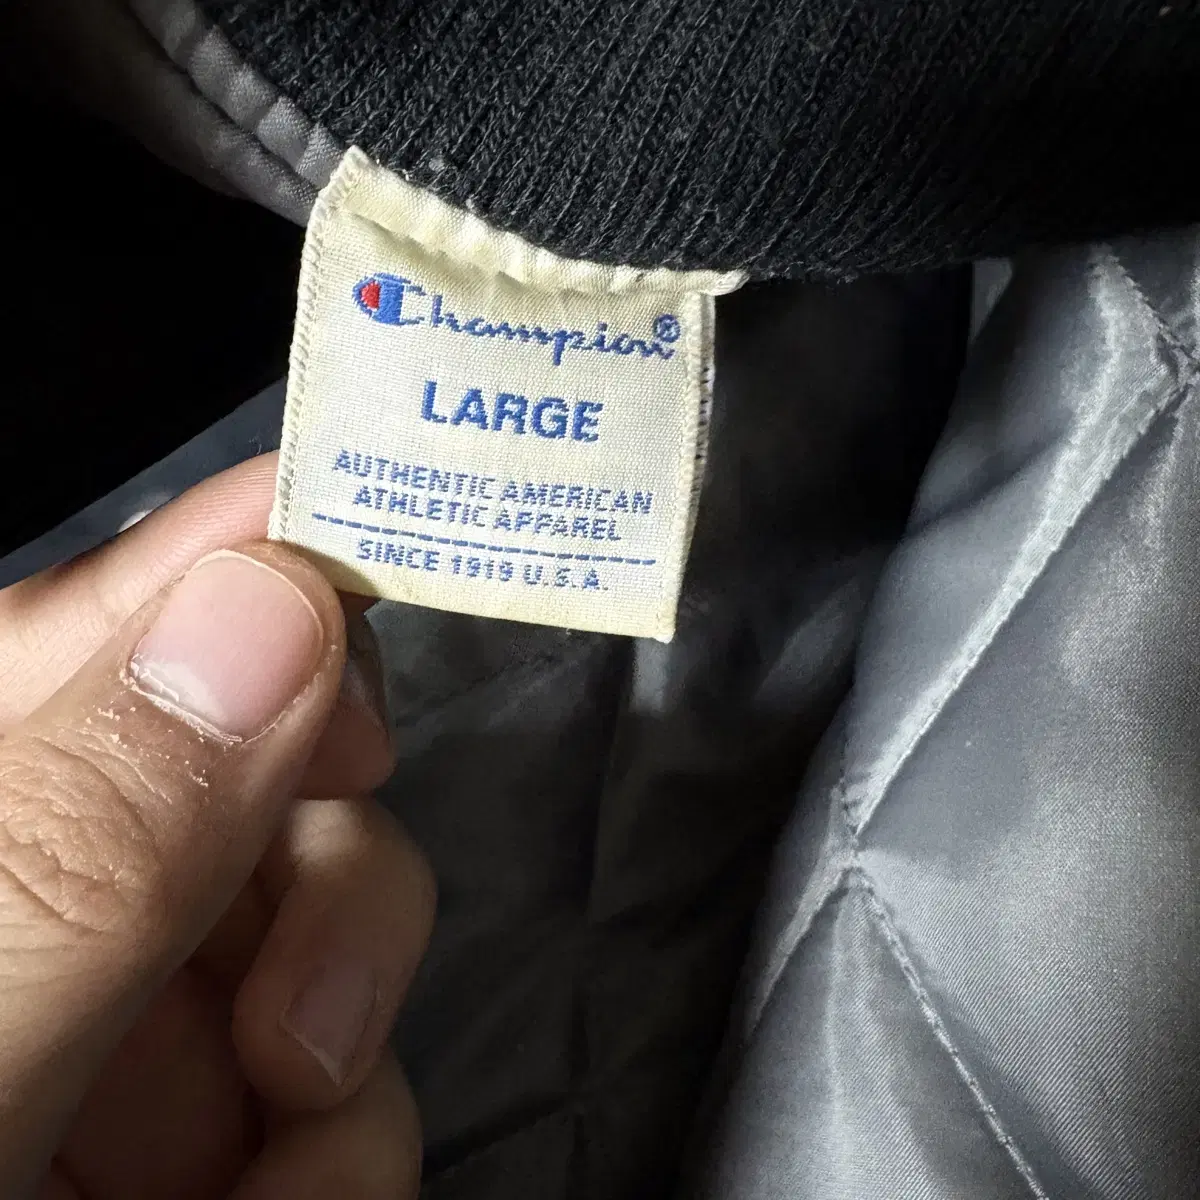 Champion®
LARGE
AUTHENTIC AMERICAN
ATHLETIC APPAREL
SINCE 1919 U.S.A.